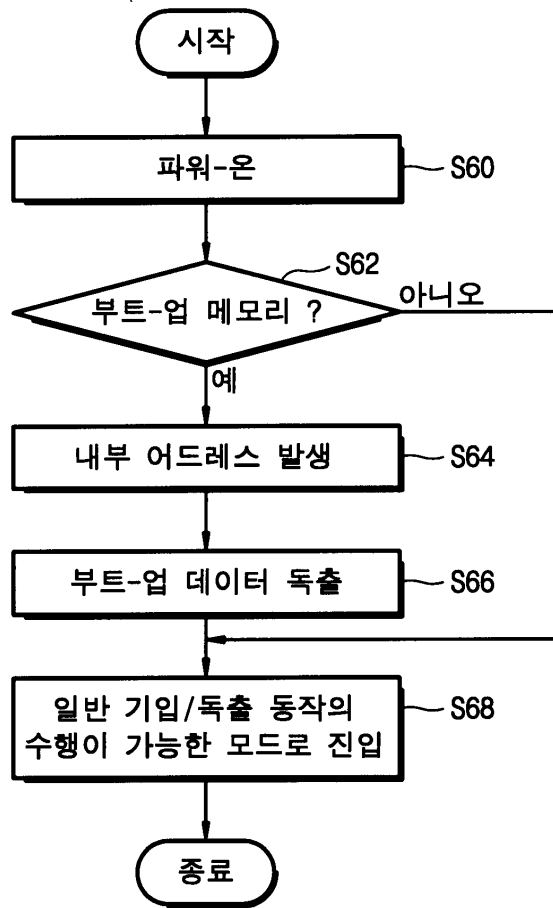 시작
파워-온
S60
S62
부트-업 메모리 ?
아니오
예
내부 어드레스 발생
S64
부트-업 데이터 독출
S66
일반 기입/독출 동작의
수행이 가능한 모드로 진입
S68
종료